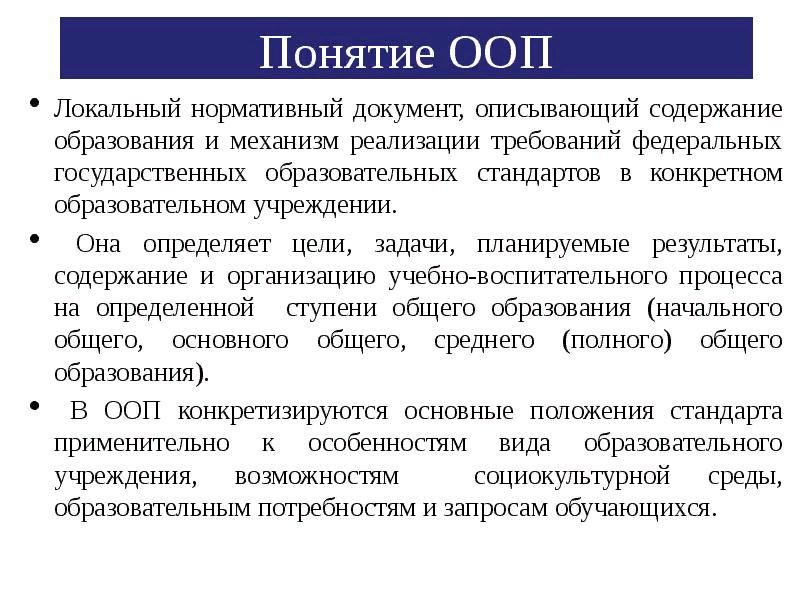 Понятие ООП
• Локальный нормативный документ, описывающий содержание
образования и механизм реализации требований федеральных
государственных образовательных стандартов в конкретном
образовательном учреждении.
• Она определяет цели, задачи, планируемые результаты,
содержание и организацию учебно-воспитательного процесса
на определенной ступени общего образования (начального
общего, основного общего, среднего (полного) общего
образования).
• В ООП конкретизируются основные положения стандарта
применительно к особенностям вида образовательного
учреждения, возможностям социокультурной среды,
образовательным потребностям и запросам обучающихся.